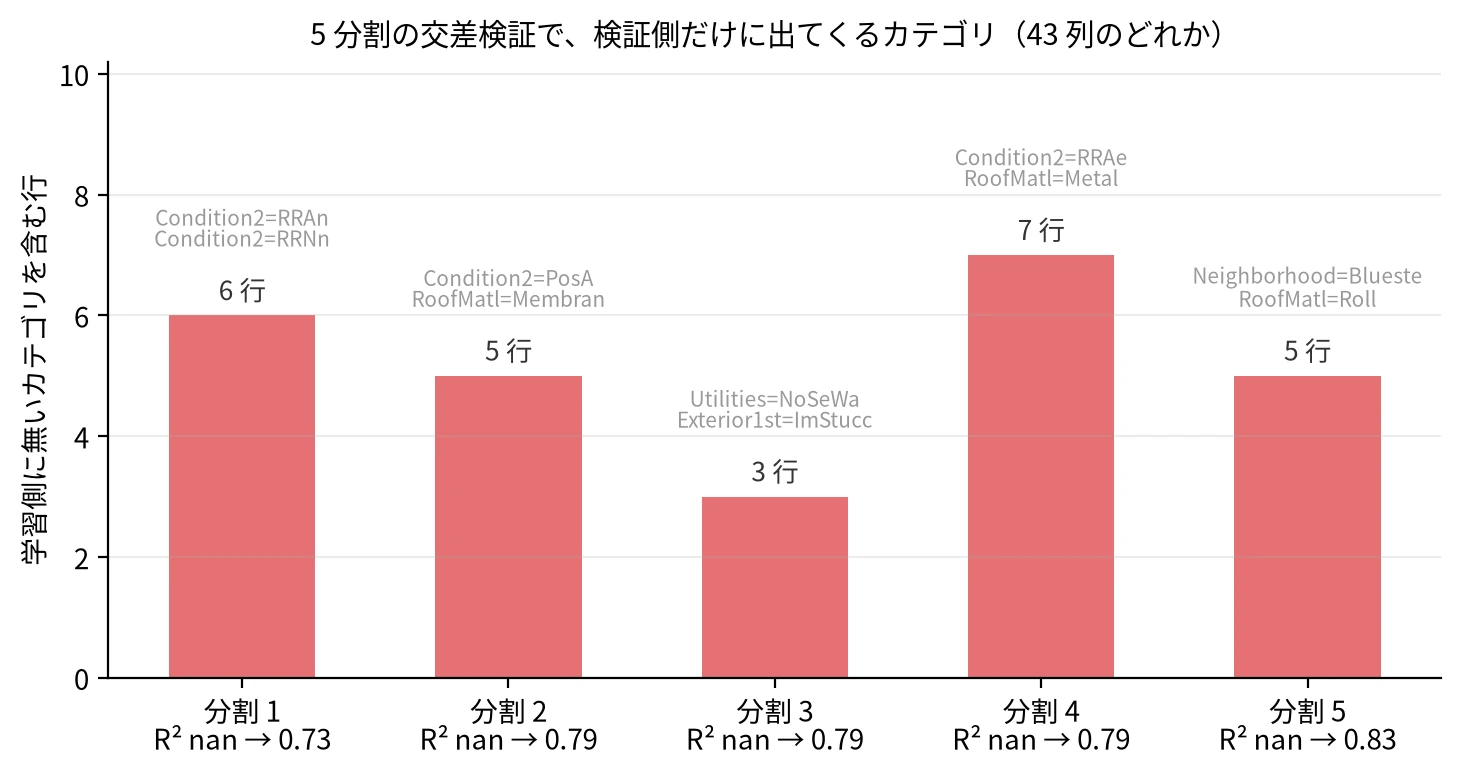 5 分割の交差検証で、検証側だけに出てくるカテゴリ（43 列のどれか）
学習側に無いカテゴリを含む行
10
8
6
4
2
0
Condition2=RRAn
Condition2=RRNn
6 行
Condition2=PosA
RoofMatl=Membran
5 行
Utilities=NoSeWa
Exterior1st=ImStucc
3 行
Condition2=RRAe
RoofMatl=Metal
7 行
Neighborhood=Blueste
RoofMatl=Roll
5 行
分割 1
R² nan → 0.73
分割 2
R² nan → 0.79
分割 3
R² nan → 0.79
分割 4
R² nan → 0.79
分割 5
R² nan → 0.83